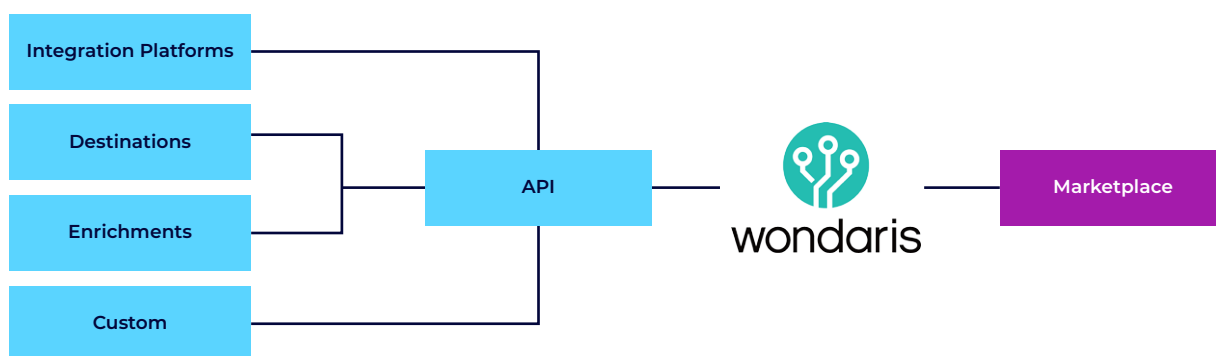 Integration Platforms
Destinations
Enrichments
Custom
API
wondaris
Marketplace